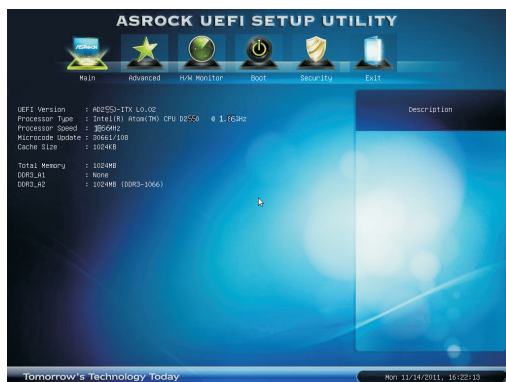 ASROCK UEFI SETUP UTILITY
ASRock
Main Advanced H/W Monitor Boot Security Exit
UEFI Version : AD2550-ITX L0.02
Processor Type : Intel(R) Atom(TM) CPU D2550 @ 1.86GHz
Processor Speed : 1866MHz
Microcode Update : 30661/10B
Cache Size : 1024KB
Total Memory : 1024MB
DDR3_A1 : None
DDR3_A2 : 1024MB (DDR3-1066)
Description
Tomorrow's Technology Today
Mon 11/14/2011, 16:22:13